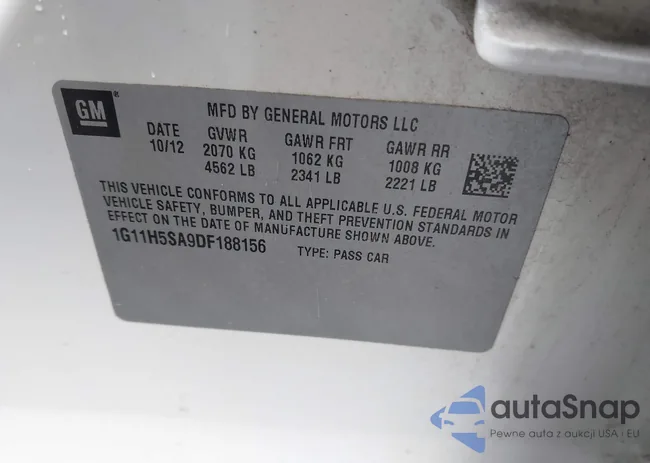 GM
MFD BY GENERAL MOTORS LLC
DATE GVWR GAWR FRT GAWR RR
10/12 2070 KG 1062 KG 1008 KG
4562 LB 2341 LB 2221 LB
THIS VEHICLE CONFORMS TO ALL APPLICABLE U.S. FEDERAL MOTOR
VEHICLE SAFETY, BUMPER, AND THEFT PREVENTION STANDARDS IN
EFFECT ON THE DATE OF MANUFACTURE SHOWN ABOVE.
1G11H5SA9DF188156 TYPE: PASS CAR
autaSnap
Pewne auta z aukcji USA i EU